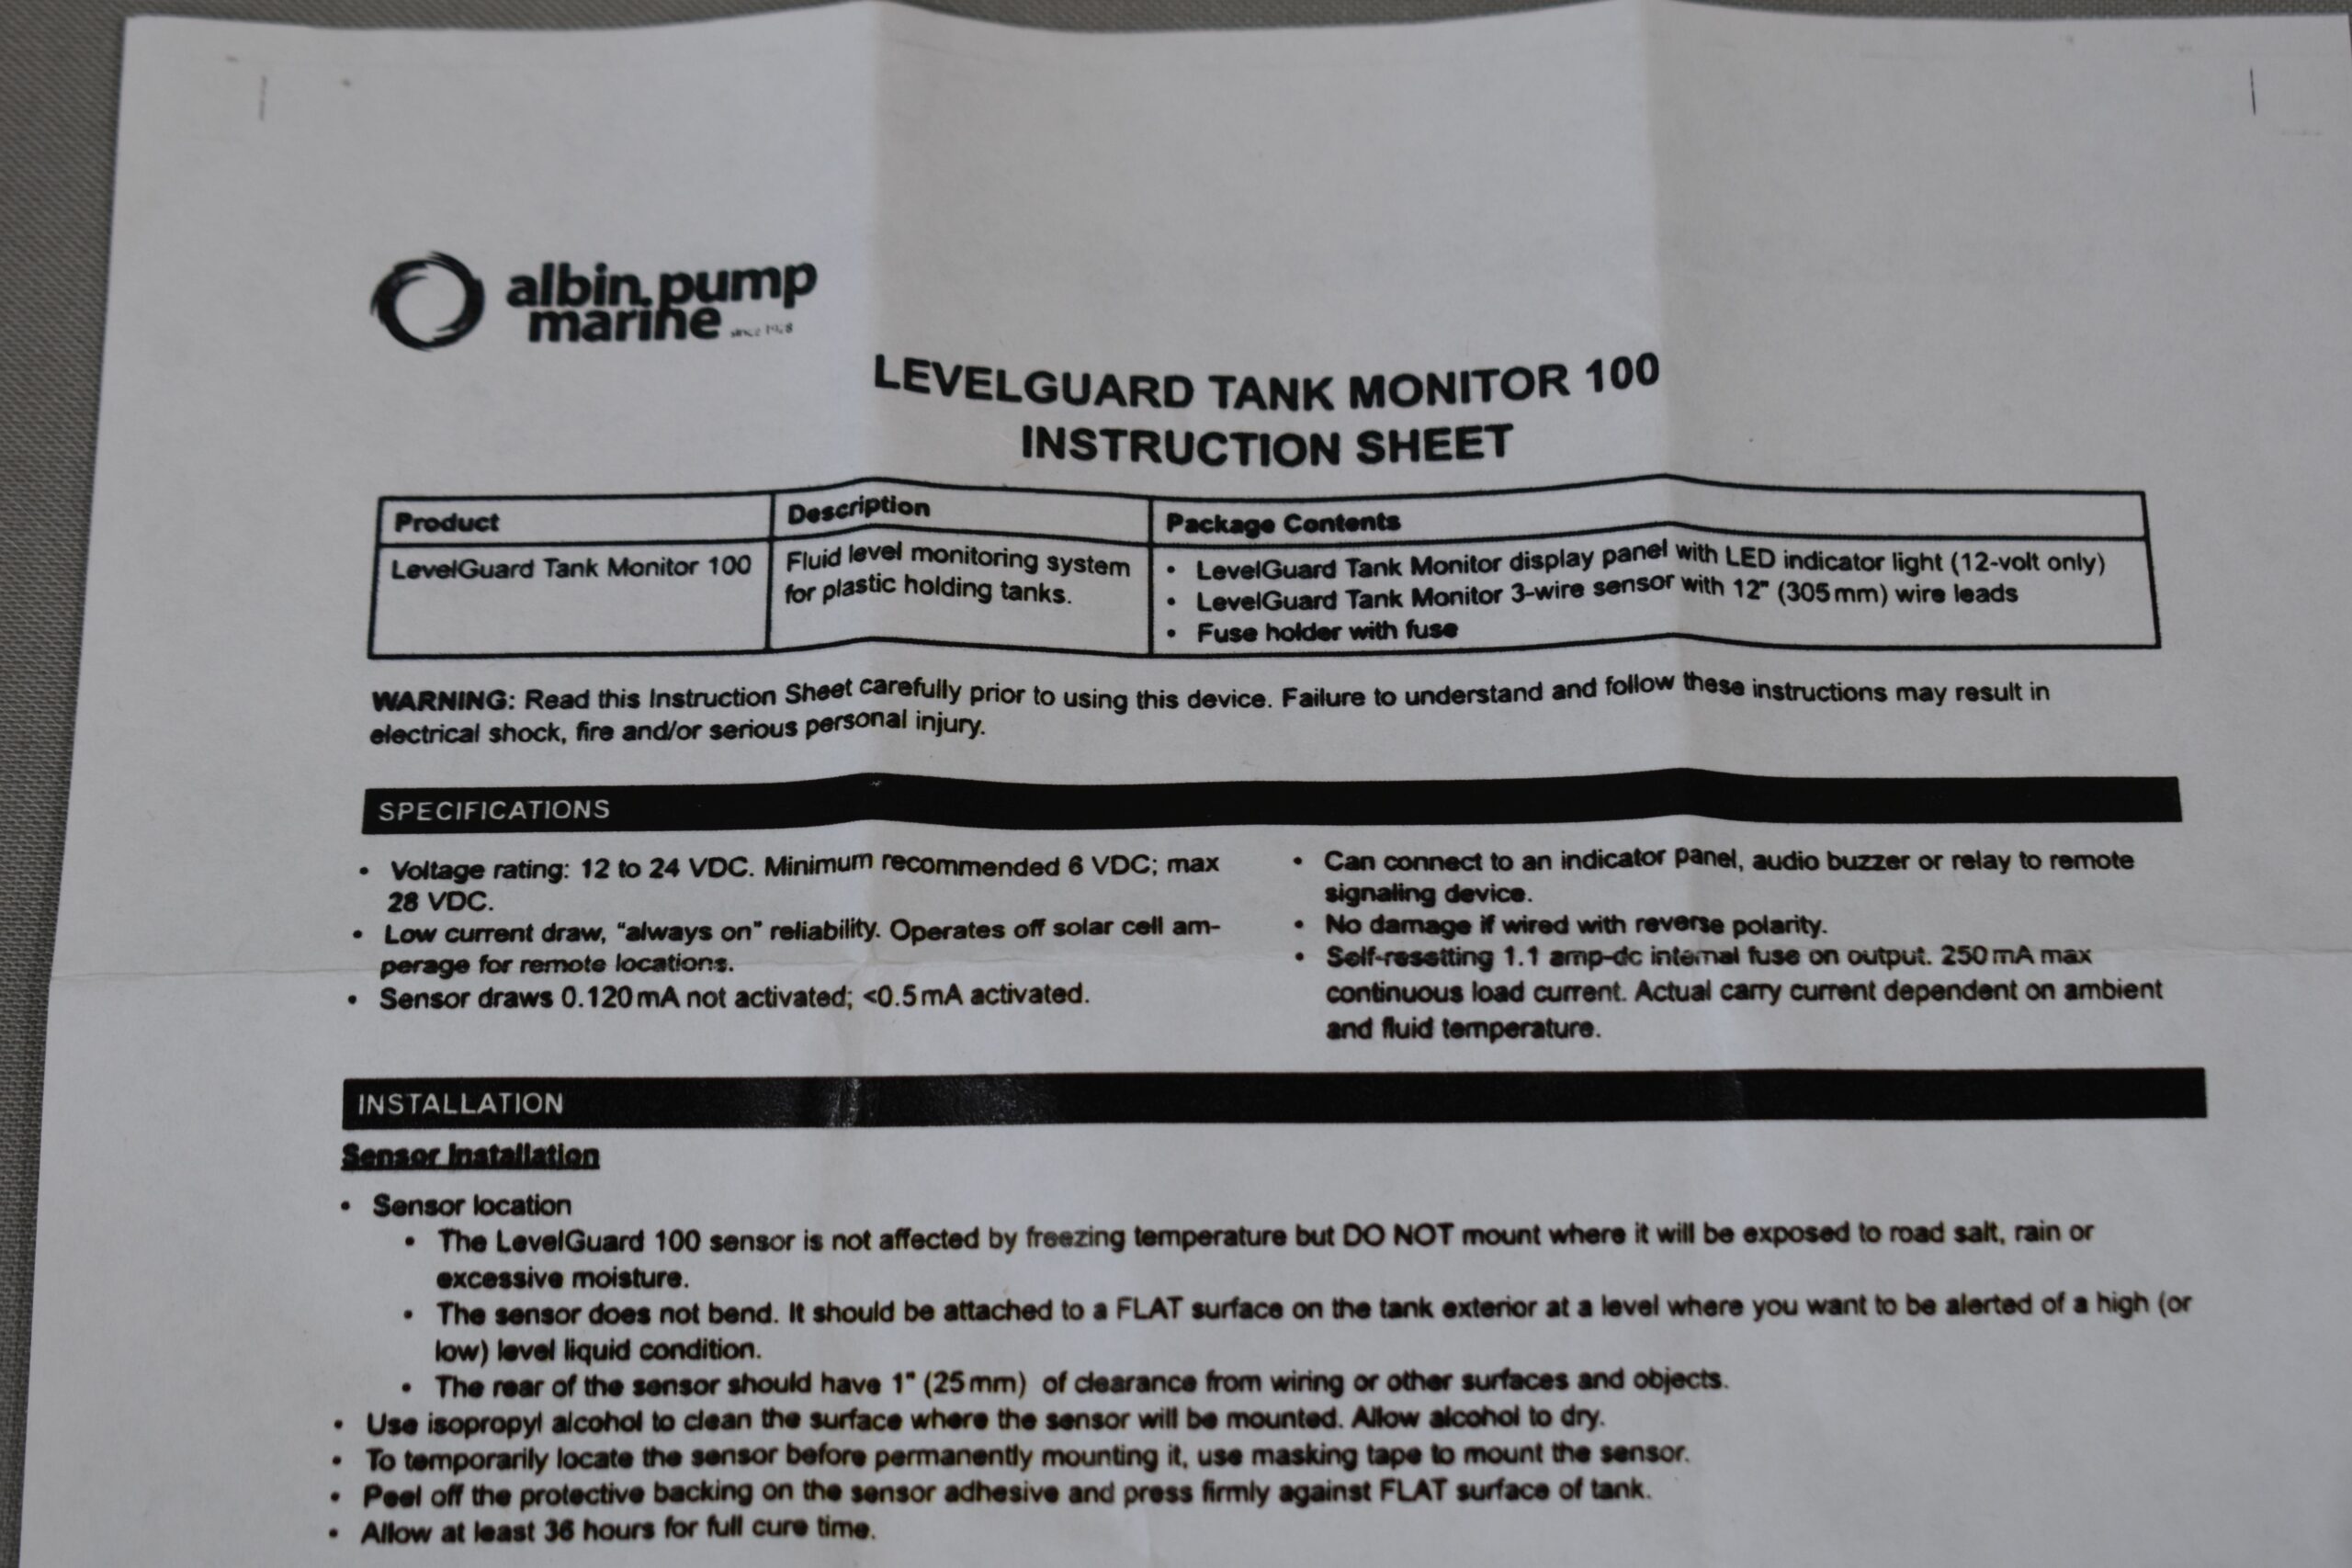 albin pump
marine
since 1928
LEVELGUARD TANK MONITOR 100
INSTRUCTION SHEET
Product
Description
Package Contents
LevelGuard Tank Monitor 100
Fluid level monitoring system
for plastic holding tanks.
• LevelGuard Tank Monitor display panel with LED indicator light (12-volt only)
• LevelGuard Tank Monitor 3-wire sensor with 12" (305 mm) wire leads
• Fuse holder with fuse
WARNING: Read this Instruction Sheet carefully prior to using this device. Failure to understand and follow these instructions may result in
electrical shock, fire and/or serious personal injury.
SPECIFICATIONS
• Voltage rating: 12 to 24 VDC. Minimum recommended 6 VDC; max
28 VDC.
• Low current draw, “always on” reliability. Operates off solar cell am-
perage for remote locations.
• Sensor draws 0.120 mA not activated; <0.5 mA activated.
• Can connect to an indicator panel, audio buzzer or relay to remote
signaling device.
• No damage if wired with reverse polarity.
• Self-resetting 1.1 amp-dc internal fuse on output. 250 mA max
continuous load current. Actual carry current dependent on ambient
and fluid temperature.
INSTALLATION
Sensor Installation
• Sensor location
• The LevelGuard 100 sensor is not affected by freezing temperature but DO NOT mount where it will be exposed to road salt, rain or
excessive moisture.
• The sensor does not bend. It should be attached to a FLAT surface on the tank exterior at a level where you want to be alerted of a high (or
low) level liquid condition.
• The rear of the sensor should have 1" (25 mm) of clearance from wiring or other surfaces and objects.
• Use isopropyl alcohol to clean the surface where the sensor will be mounted. Allow alcohol to dry.
• To temporarily locate the sensor before permanently mounting it, use masking tape to mount the sensor.
• Peel off the protective backing on the sensor adhesive and press firmly against FLAT surface of tank.
• Allow at least 36 hours for full cure time.